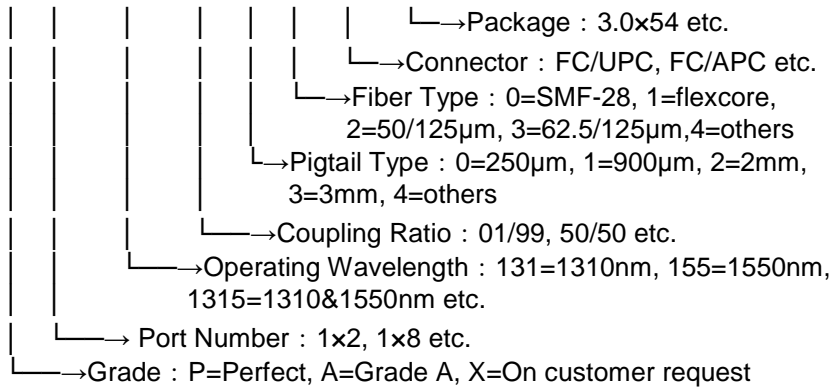 Package：3.0×54 etc.
Connector：FC/UPC, FC/APC etc.
Fiber Type：0=SMF-28, 1=flexcore,
2=50/125µm, 3=62.5/125µm,4=others
Pigtail Type：0=250µm, 1=900µm, 2=2mm,
3=3mm, 4=others
Coupling Ratio：01/99, 50/50 etc.
Operating Wavelength：131=1310nm, 155=1550nm,
1315=1310&1550nm etc.
Port Number：1×2, 1×8 etc.
Grade：P=Perfect, A=Grade A, X=On customer request